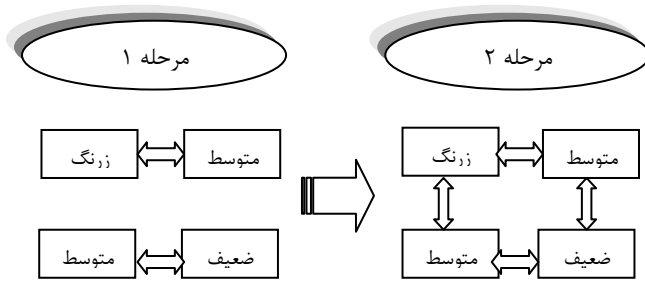 مرحله ۱
مرحله ۲
زرنگ
متوسط
زرنگ
متوسط
متوسط
ضعیف
متوسط
ضعیف